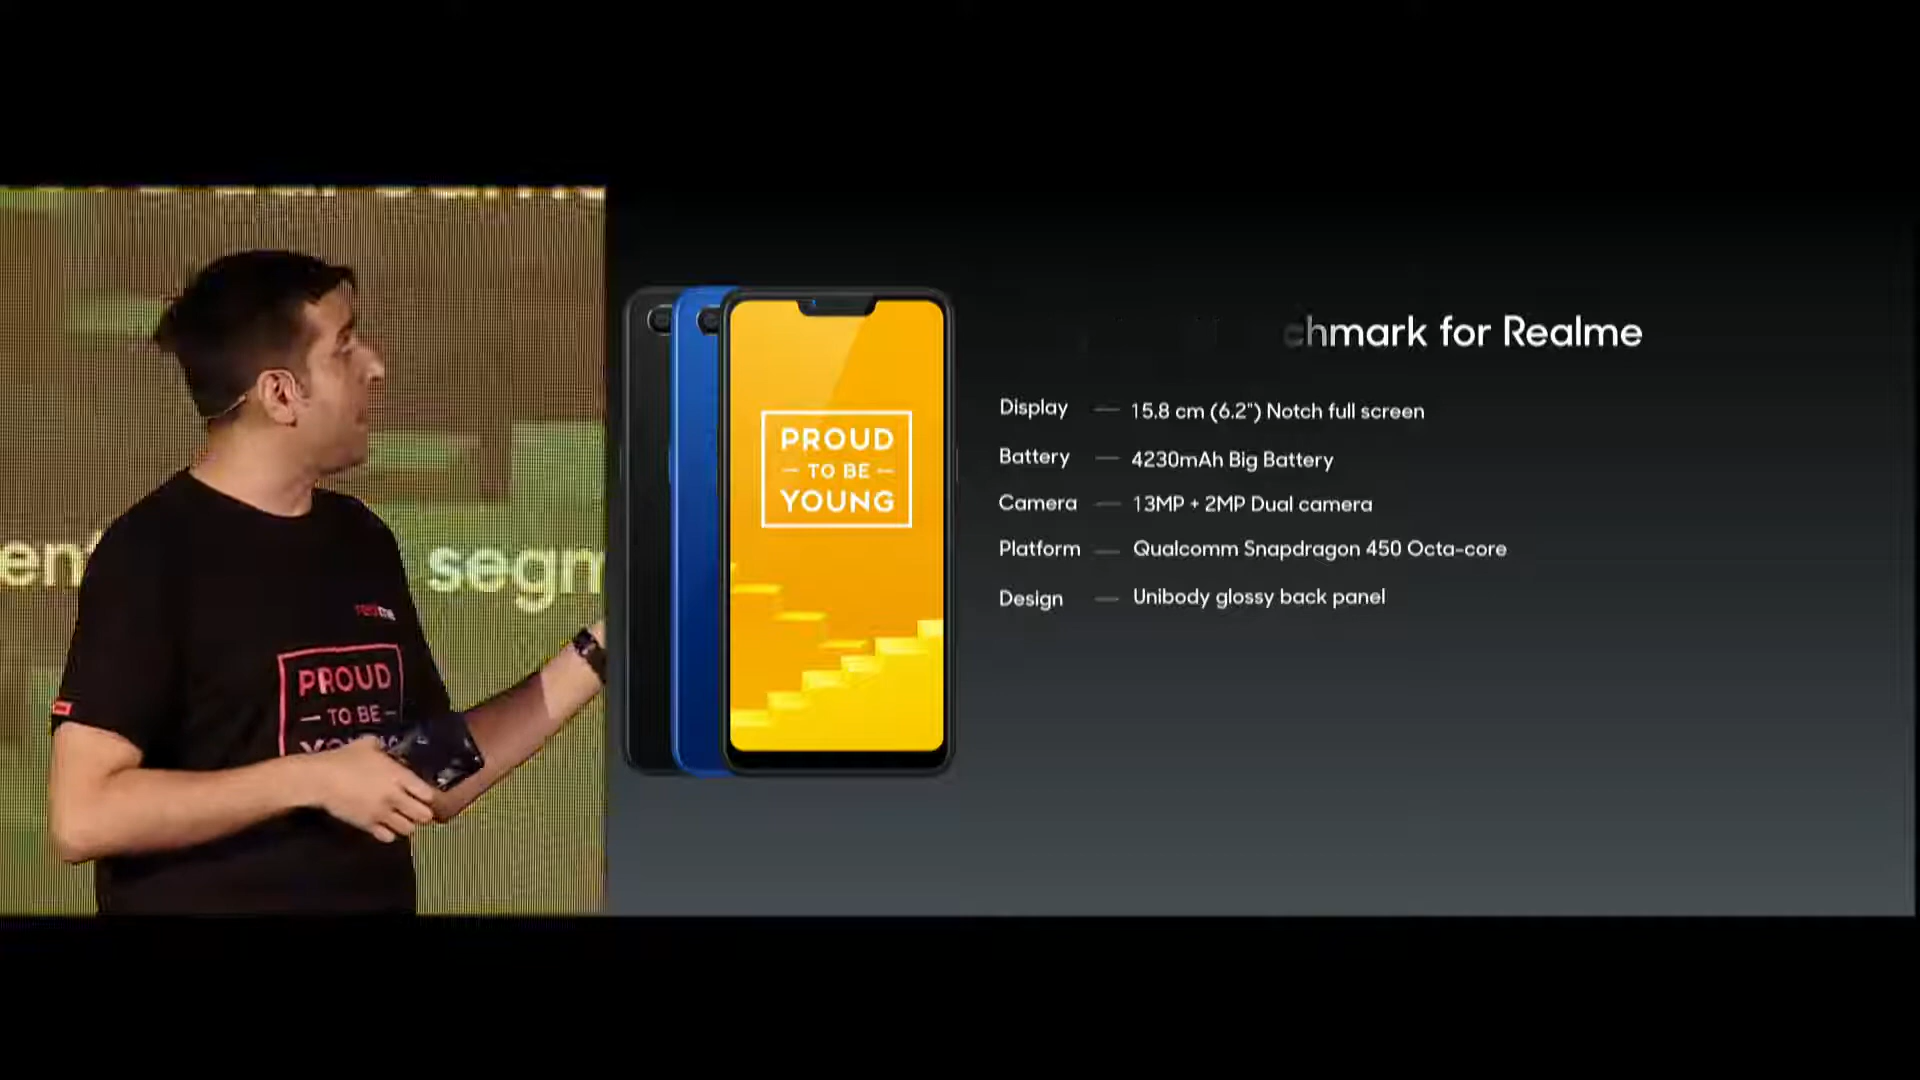 segm
realme
PROUD
— TO BE —
PROUD
— TO BE —
YOUNG
chmark for Realme
Display — 15.8 cm (6.2") Notch full screen
Battery — 4230mAh Big Battery
Camera — 13MP + 2MP Dual camera
Platform — Qualcomm Snapdragon 450 Octa-core
Design — Unibody glossy back panel